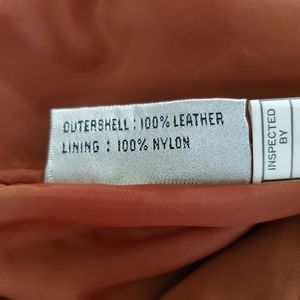 OUTERSHELL : 100% LEATHER
LINING : 100% NYLON
INSPECTED
BY